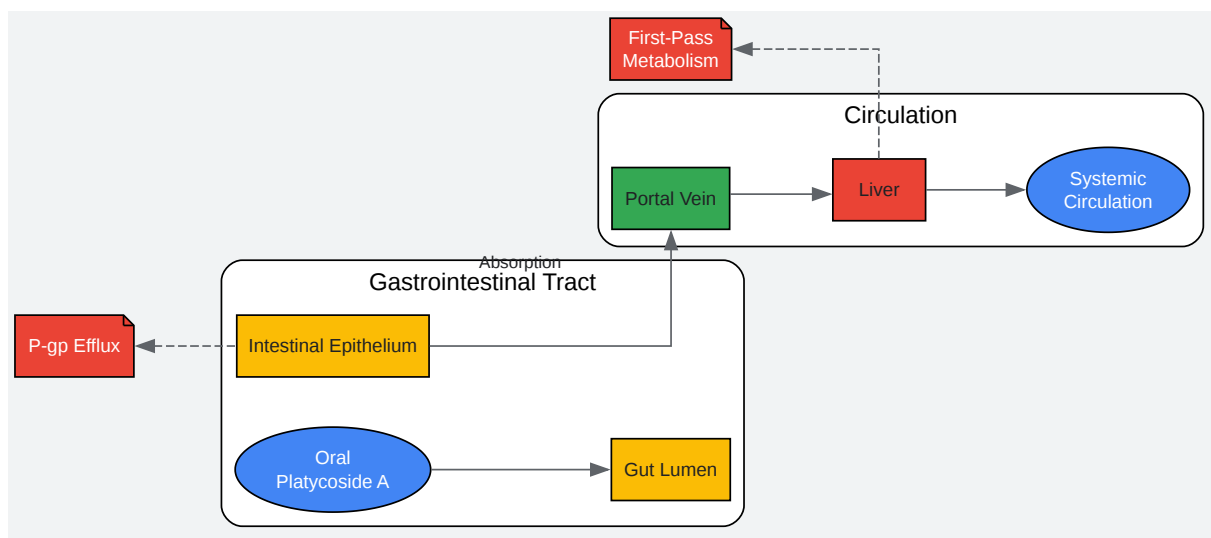 First-Pass
Metabolism
Circulation
Portal Vein
Liver
Systemic
Circulation
Absorption
Gastrointestinal Tract
P-gp Efflux
Intestinal Epithelium
Oral
Platycoside A
Gut Lumen